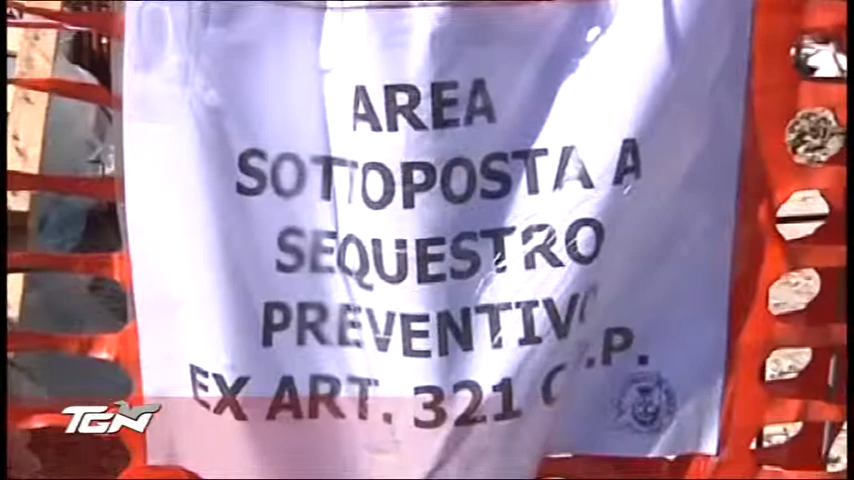 AREA
SOTTOPOSTA A
SEQUESTRO
PREVENTIVO
EX ART. 321 C.P.P.
TGN